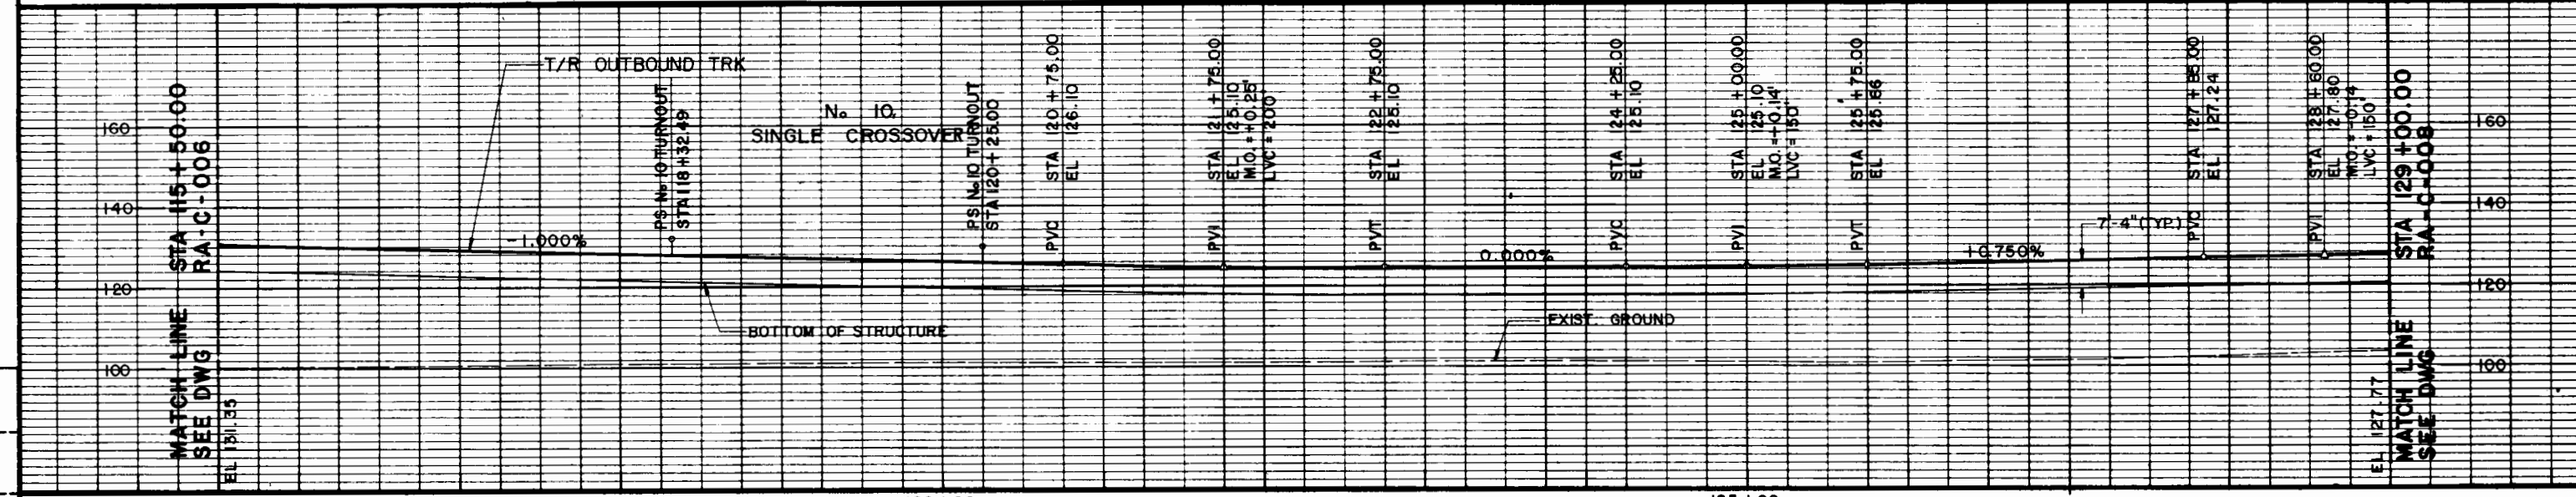 MATCH LINE STA 115+50.00
SEE DWG RA-C-006
EL 131.35
160
140
120
100
T/R OUTBOUND TRK
-1.000%
PS No 10 TURNOUT
STA 118+32.49
No 10
SINGLE CROSSOVER
PS No 10 TURNOUT
STA 120+25.00
BOTTOM OF STRUCTURE
PVC STA 120+75.00
EL 126.10
PVI STA 121+75.00
EL 125.10
M.O. = +0.25'
LVC = 200'
PVT STA 122+75.00
EL 125.10
0.000%
EXIST. GROUND
PVC STA 124+25.00
EL 125.10
PVI STA 125+00.00
EL 125.10
M.O. = +0.14'
LVC = 150'
PVT STA 125+75.00
EL 125.66
+0.750%
7'-4" (TYP.)
PVC STA 127+85.00
EL 127.24
PVI STA 128+60.00
EL 127.80
M.O. = -0.14
LVC = 150'
EL 127.77
MATCH LINE STA 129+00.00
SEE DWG RA-C-008
160
140
120
100